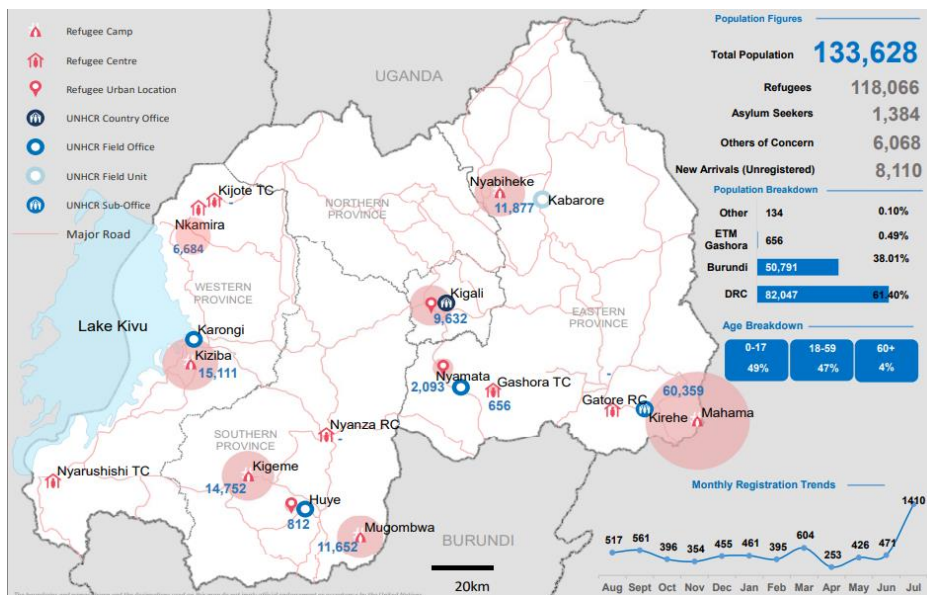 Refugee Camp
Refugee Centre
Refugee Urban Location
UNHCR Country Office
UNHCR Field Office
UNHCR Field Unit
UNHCR Sub-Office
Major Road
UGANDA
NORTHERN
PROVINCE
WESTERN
PROVINCE
EASTERN
PROVINCE
SOUTHERN
PROVINCE
BURUNDI
Lake Kivu
Kijote TC
Nkamira
6,684
Nyabiheke
11,877
Kabarore
Kigali
9,632
Karongi
Kiziba
15,111
Nyamata
2,093
Gashora TC
656
-
Gatore RC
60,359
Kirehe
Mahama
Nyanza RC
-
Nyarushishi TC
Kigeme
14,752
Huye
812
Mugombwa
11,652
20km
Population Figures
Total Population 133,628
Refugees 118,066
Asylum Seekers 1,384
Others of Concern 6,068
New Arrivals (Unregistered) 8,110
Population Breakdown
Other 134 0.10%
ETM
Gashora 656 0.49%
Burundi 50,791 38.01%
DRC 82,047 61.40%
Age Breakdown
0-17 18-59 60+
49% 47% 4%
Monthly Registration Trends
517 561 396 354 455 461 395 604 253 426 471 1410
Aug Sept Oct Nov Dec Jan Feb Mar Apr May Jun Jul